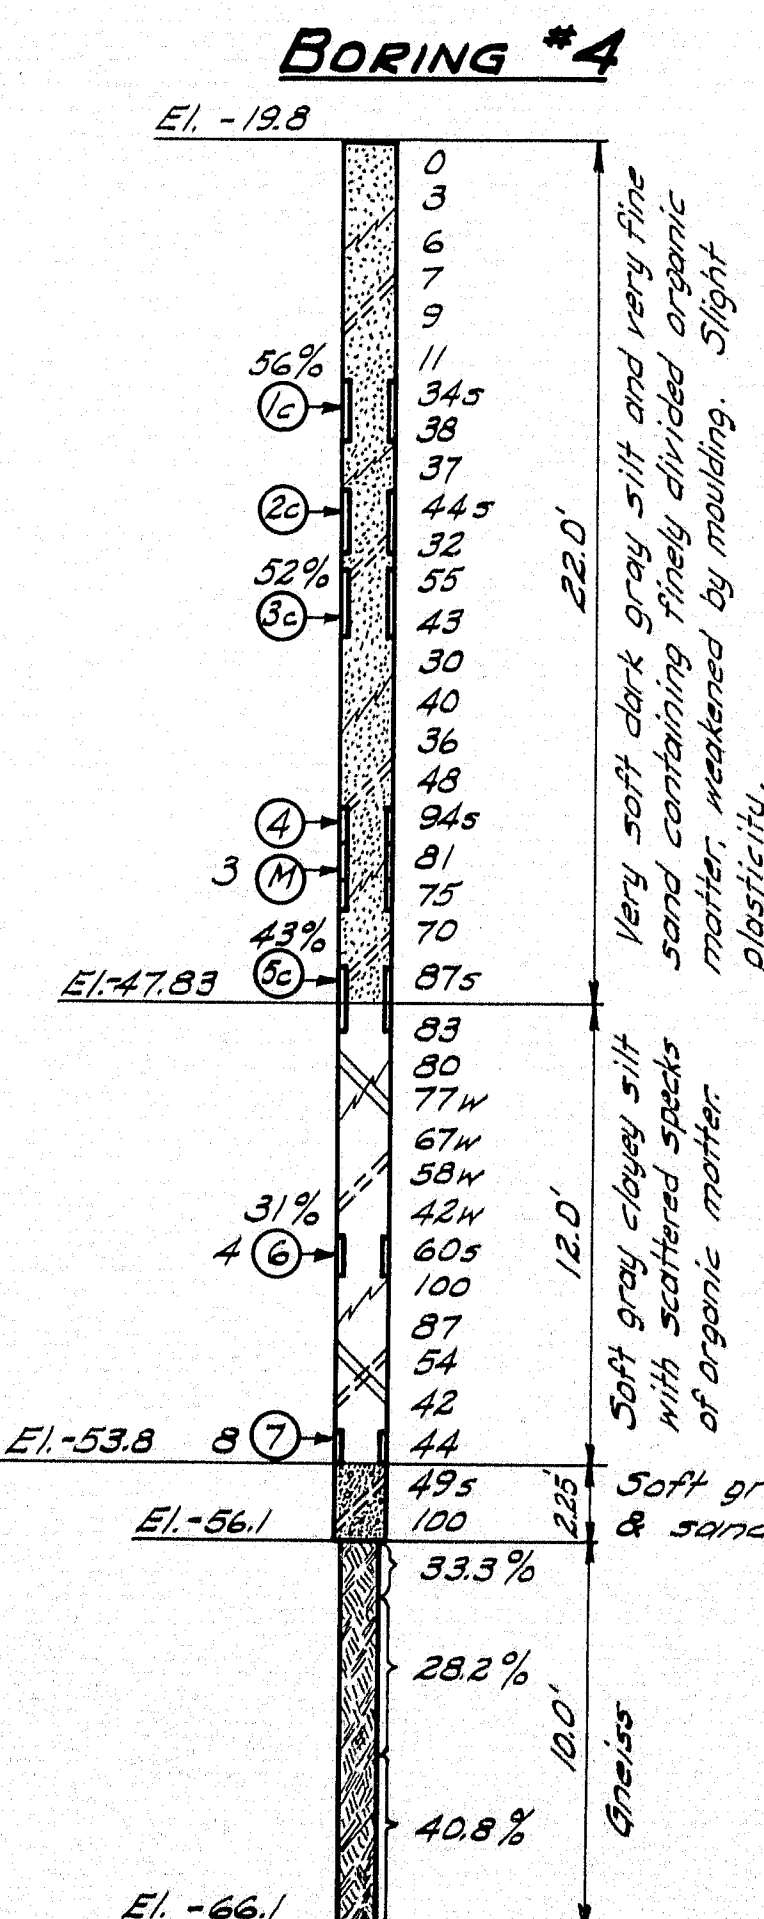 BORING #4
El. -19.8
0
3
6
7
9
11
56%
1c
34s
38
37
2c
44s
32
52%
55
3c
43
30
40
36
48
4
94s
3 M
81
75
43%
70
5c
87s
22.0'
Very soft dark gray silt and very fine
sand containing finely divided organic
matter. weakened by moulding. Slight
plasticity.
El.-47.83
83
80
77w
67w
58w
31%
42w
4 6
60s
100
87
54
42
8 7
44
12.0'
Soft gray clayey silt
with scattered specks
of organic matter.
El.-53.8
49s
100
2.25'
Soft gr
& sand
El.-56.1
33.3%
28.2%
40.8%
10.0'
Gneiss
El. -66.1